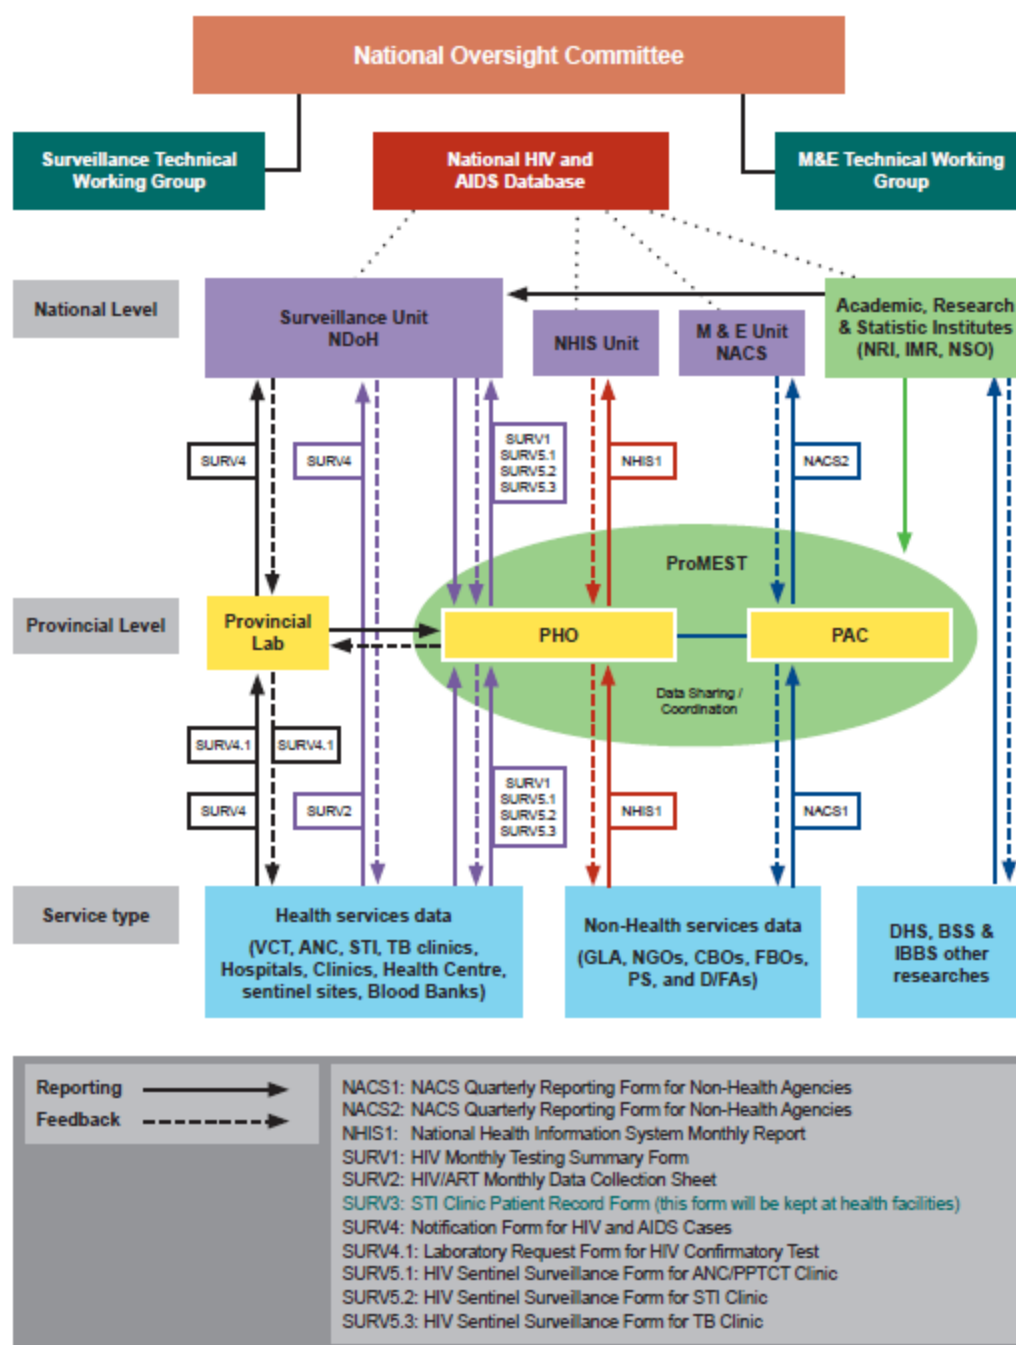 National Oversight Committee
Surveillance Technical
Working Group
National HIV and
AIDS Database
M&E Technical Working
Group
National Level
Surveillance Unit
NDoH
NHIS Unit
M & E Unit
NACS
Academic, Research
& Statistic Institutes
(NRI, IMR, NSO)
SURV4
SURV4
SURV1
SURV5.1
SURV5.2
SURV5.3
NHIS1
NACS2
ProMEST
Provincial Level
Provincial
Lab
PHO
PAC
Data Sharing /
Coordination
SURV4.1
SURV4.1
SURV4
SURV2
SURV1
SURV5.1
SURV5.2
SURV5.3
NHIS1
NACS1
Service type
Health services data
(VCT, ANC, STI, TB clinics,
Hospitals, Clinics, Health Centre,
sentinel sites, Blood Banks)
Non-Health services data
(GLA, NGOs, CBOs, FBOs,
PS, and D/FAs)
DHS, BSS &
IBBS other
researches
Reporting
Feedback
NACS1: NACS Quarterly Reporting Form for Non-Health Agencies
NACS2: NACS Quarterly Reporting Form for Non-Health Agencies
NHIS1: National Health Information System Monthly Report
SURV1: HIV Monthly Testing Summary Form
SURV2: HIV/ART Monthly Data Collection Sheet
SURV3: STI Clinic Patient Record Form (this form will be kept at health facilities)
SURV4: Notification Form for HIV and AIDS Cases
SURV4.1: Laboratory Request Form for HIV Confirmatory Test
SURV5.1: HIV Sentinel Surveillance Form for ANC/PPTCT Clinic
SURV5.2: HIV Sentinel Surveillance Form for STI Clinic
SURV5.3: HIV Sentinel Surveillance Form for TB Clinic